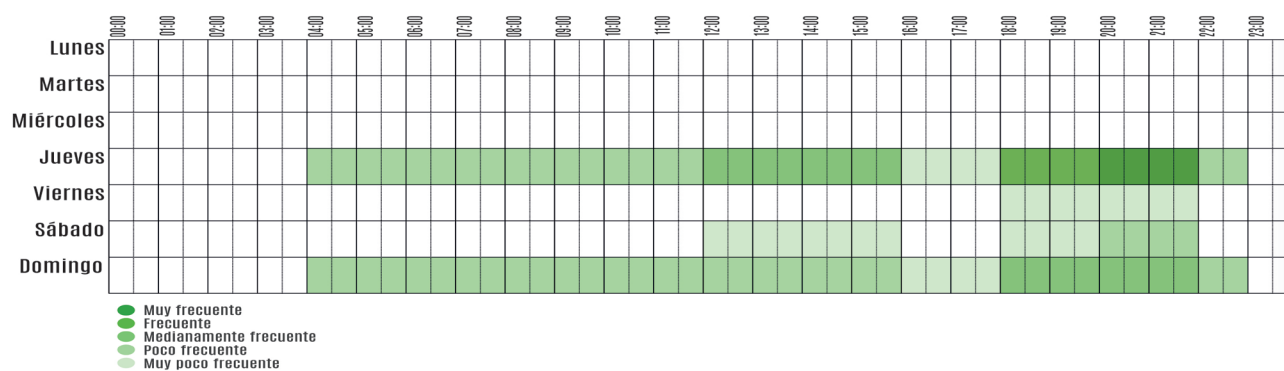 00:00 01:00 02:00 03:00 04:00 05:00 06:00 07:00 08:00 09:00 10:00 11:00 12:00 13:00 14:00 15:00 16:00 17:00 18:00 19:00 20:00 21:00 22:00 23:00
Lunes
Martes
Miércoles
Jueves
Viernes
Sábado
Domingo
Muy frecuente
Frecuente
Medianamente frecuente
Poco frecuente
Muy poco frecuente